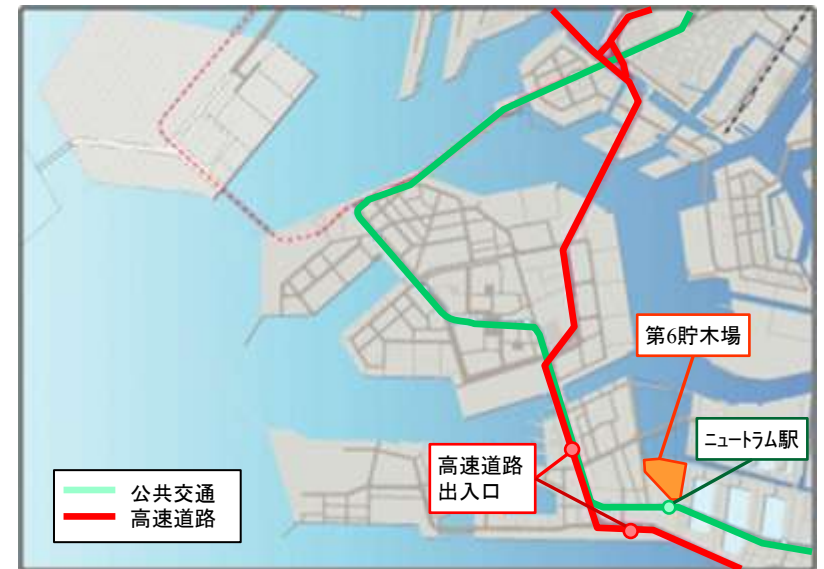 第6貯木場
ニュートラム駅
高速道路
出入口
公共交通
高速道路